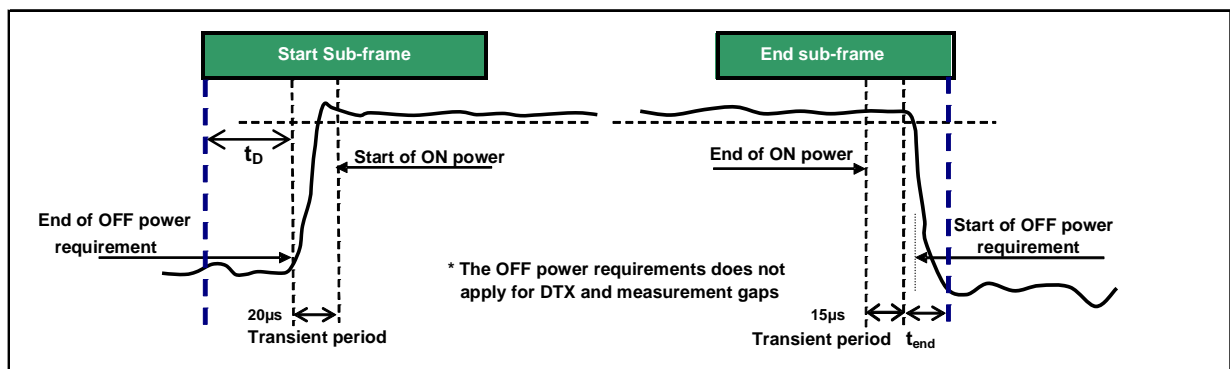 Start Sub-frame
End sub-frame
t_D
Start of ON power
End of ON power
End of OFF power
requirement
Start of OFF power
requirement
* The OFF power requirements does not
apply for DTX and measurement gaps
20µs
Transient period
15µs
Transient period
t_end